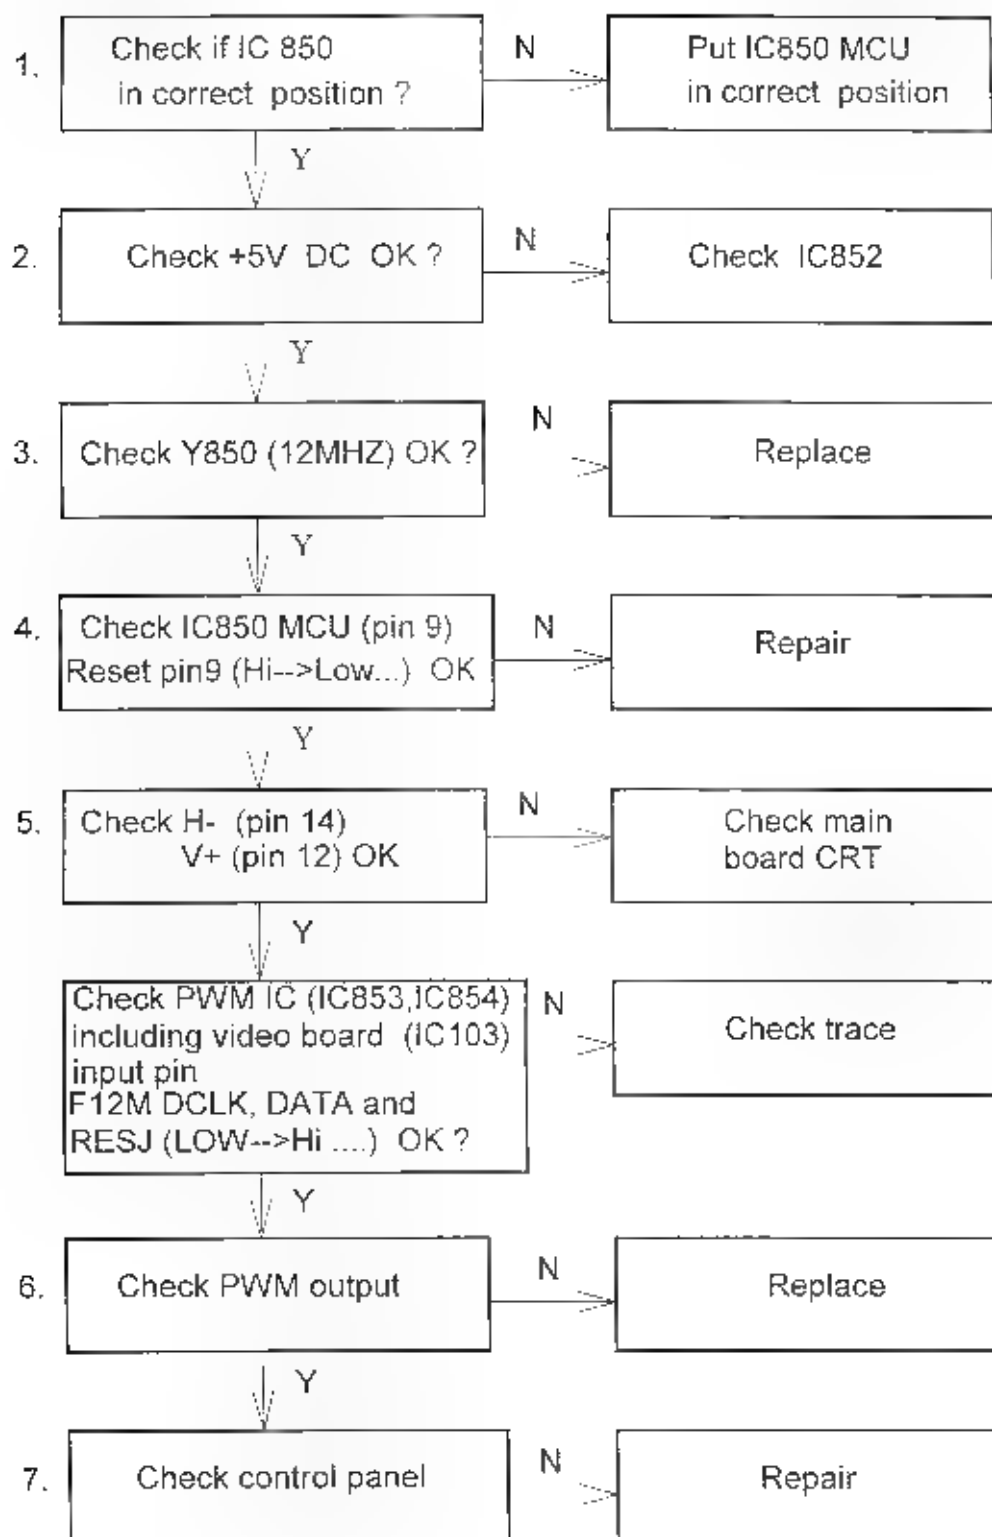 1.
Check if IC 850
in correct position ?
N
Put IC850 MCU
in correct position
Y
2.
Check +5V DC OK ?
N
Check IC852
Y
3.
Check Y850 (12MHZ) OK ?
N
Replace
Y
4.
Check IC850 MCU (pin 9)
Reset pin9 (Hi-->Low...) OK
N
Repair
Y
5.
Check H- (pin 14)
V+ (pin 12) OK
N
Check main
board CRT
Y
Check PWM IC (IC853,IC854)
including video board (IC103)
input pin
F12M DCLK, DATA and
RESJ (LOW-->Hi ....) OK ?
N
Check trace
Y
6.
Check PWM output
N
Replace
Y
7.
Check control panel
N
Repair